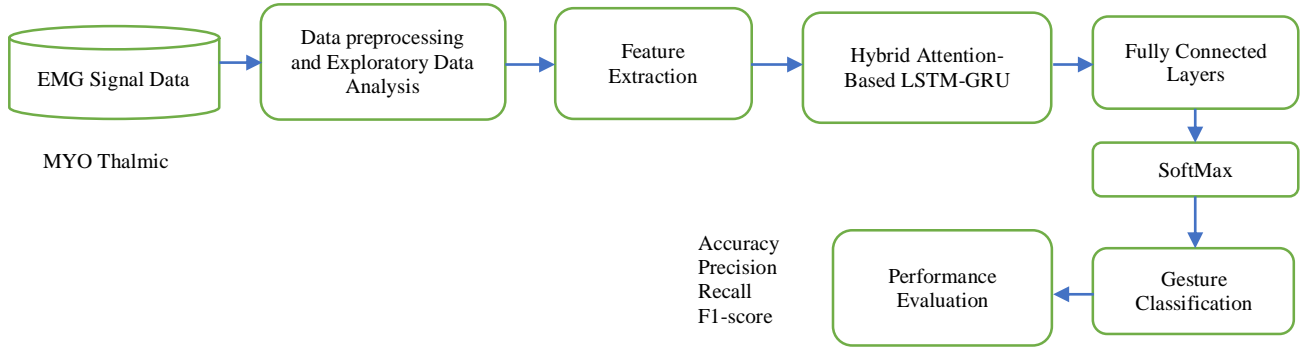 EMG Signal Data
MYO Thalmic
Data preprocessing
and Exploratory Data
Analysis
Feature
Extraction
Hybrid Attention-
Based LSTM-GRU
Fully Connected
Layers
SoftMax
Gesture
Classification
Performance
Evaluation
Accuracy
Precision
Recall
F1-score